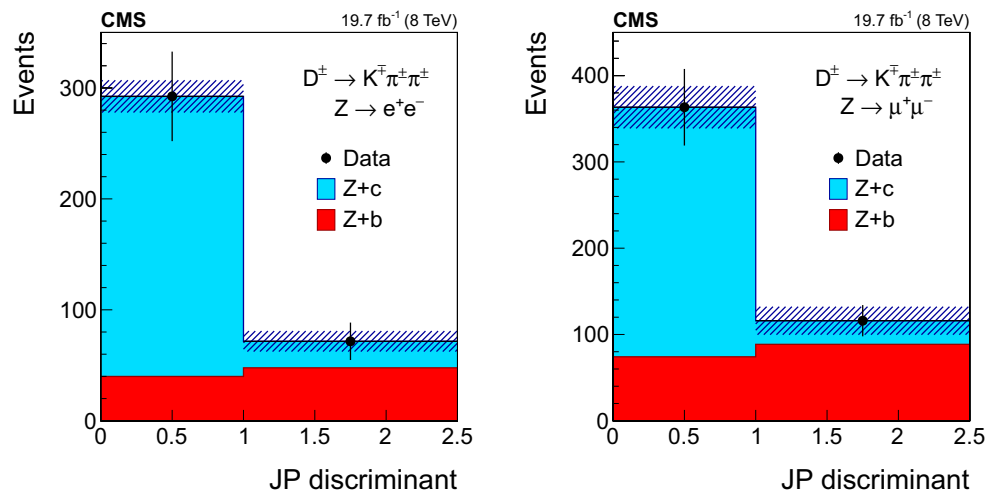 CMS 19.7 fb⁻¹ (8 TeV)
Events
D± → K∓π±π±
Z → e⁺e⁻
Data
Z+c
Z+b
300
200
100
0
0 0.5 1 1.5 2 2.5
JP discriminant
CMS 19.7 fb⁻¹ (8 TeV)
Events
D± → K∓π±π±
Z → μ⁺μ⁻
Data
Z+c
Z+b
400
300
200
100
0
0 0.5 1 1.5 2 2.5
JP discriminant